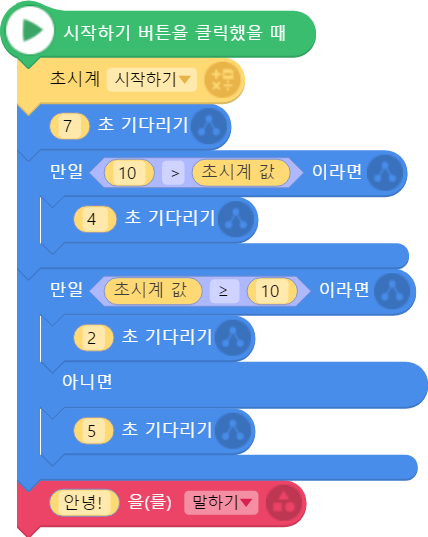 시작하기 버튼을 클릭했을 때
초시계 시작하기
7 초 기다리기
만일 10 > 초시계 값 이라면
4 초 기다리기
만일 초시계 값 ≥ 10 이라면
2 초 기다리기
아니면
5 초 기다리기
안녕! 을(를) 말하기